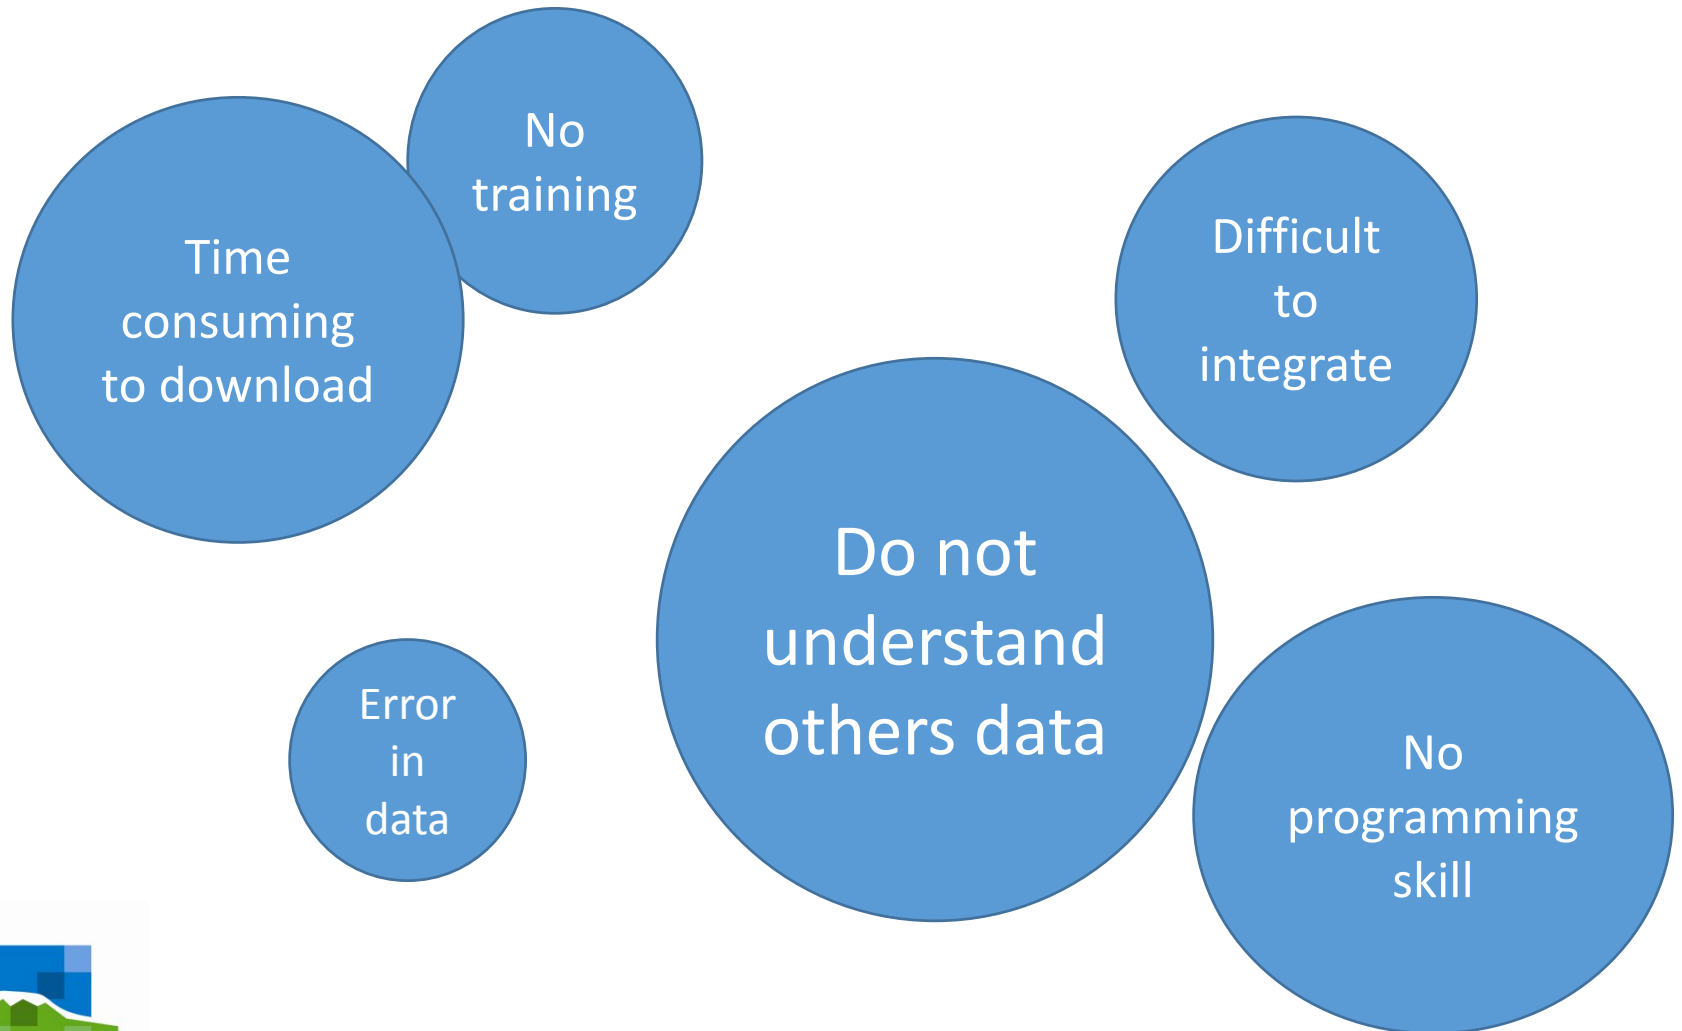 No
training
Time
consuming
to download
Difficult
to
integrate
Do not
understand
others data
Error
in
data
No
programming
skill